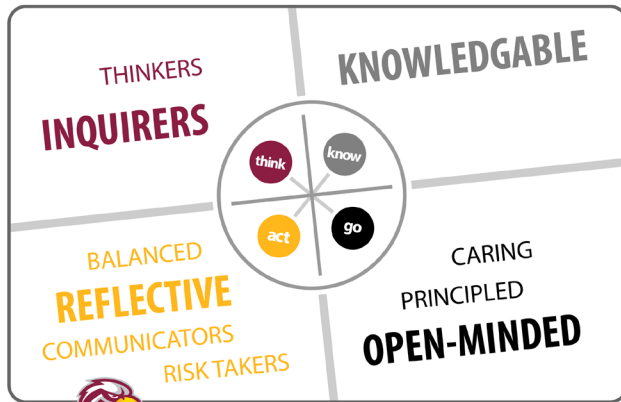 THINKERS
INQUIRERS
KNOWLEDGABLE
think
know
act
go
BALANCED
REFLECTIVE
COMMUNICATORS
RISK TAKERS
CARING
PRINCIPLED
OPEN-MINDED